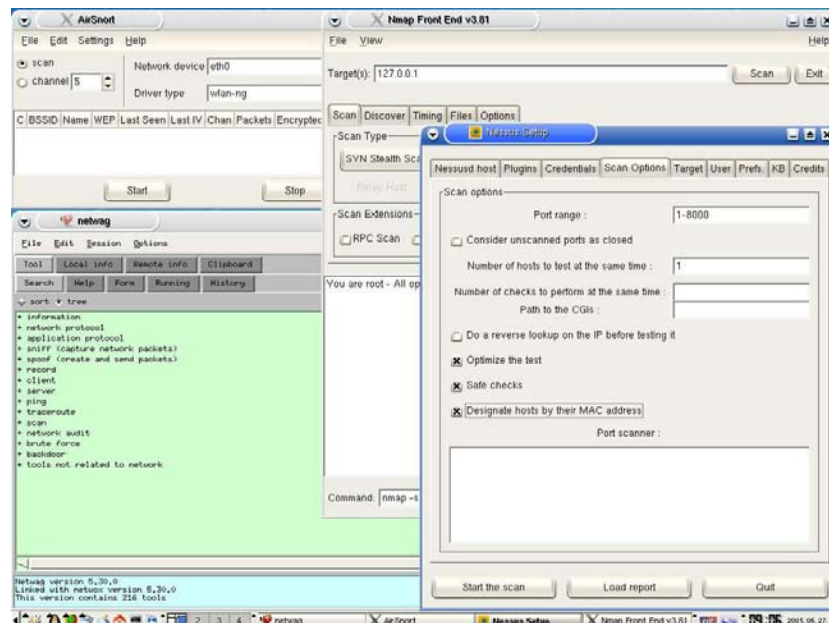 AirSnort
File Edit Settings Help
scan
channel 5
Network device eth0
Driver type wlan-ng
C BSSID Name WEP Last Seen Last IV Chan Packets Encrypted
Start Stop
Nmap Front End v3.81
File View Help
Target(s): 127.0.0.1 Scan Exit
Scan Discover Timing Files Options
Scan Type
SYN Stealth Sca
Relay Host
Scan Extensions
RPC Scan
You are root - All op
Command: nmap -s
netwag
File Edit Session Options
Tool Local info Remote info Clipboard
Search Help Form Running History
sort tree
+ information
+ network protocol
+ application protocol
+ sniff (capture network packets)
+ spoof (create and send packets)
+ record
+ client
+ server
+ ping
+ traceroute
+ scan
+ network audit
+ brute force
+ backdoor
+ tools not related to network
Netwag version 5.30.0
Linked with netwox version 5.30.0
This version contains 216 tools
Nessus Setup
Nessusd host Plugins Credentials Scan Options Target User Prefs. KB Credits
Scan options
Port range : 1-8000
Consider unscanned ports as closed
Number of hosts to test at the same time : 1
Number of checks to perform at the same time :
Path to the CGIs :
Do a reverse lookup on the IP before testing it
Optimize the test
Safe checks
Designate hosts by their MAC address
Port scanner :
Start the scan Load report Quit
2 3 4 netwag AirSnort Nessus Setup Nmap Front End v3.81 09:06 2005.06.27.